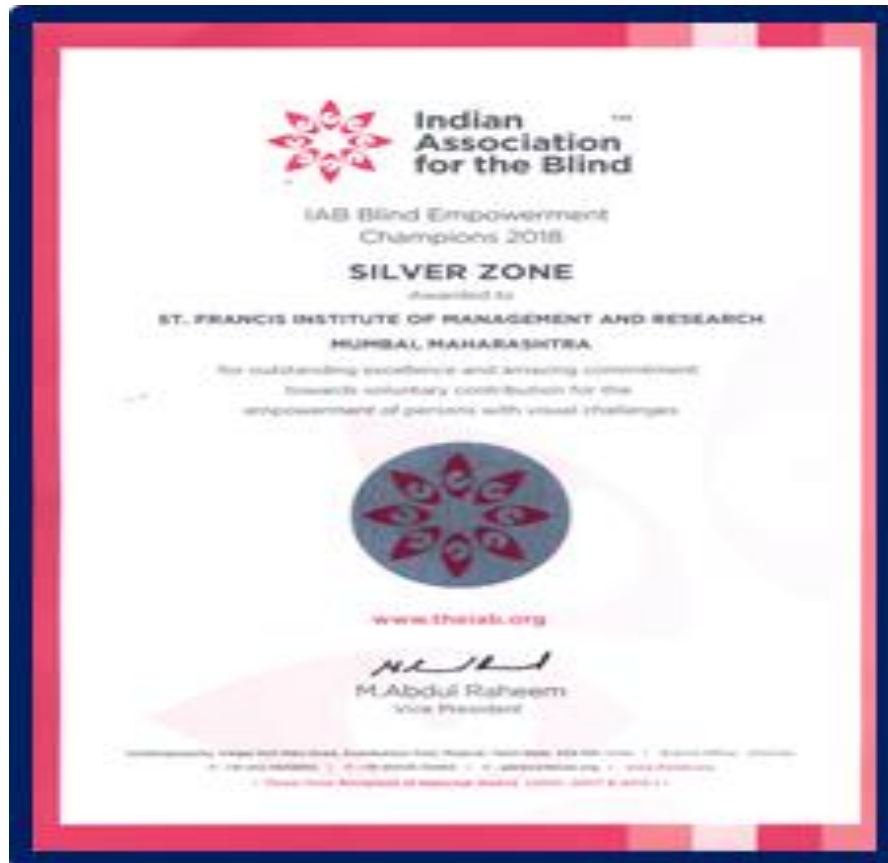 Indian
Association
for the Blind
IAB Blind Empowerment
Champions 2018
SILVER ZONE
Awarded to
ST. FRANCIS INSTITUTE OF MANAGEMENT AND RESEARCH
MUMBAI, MAHARASHTRA
for outstanding excellence and amazing commitment
towards voluntary contribution for the
empowerment of persons with visual challenges
www.theiab.org
M.Abdul Raheem
Vice President